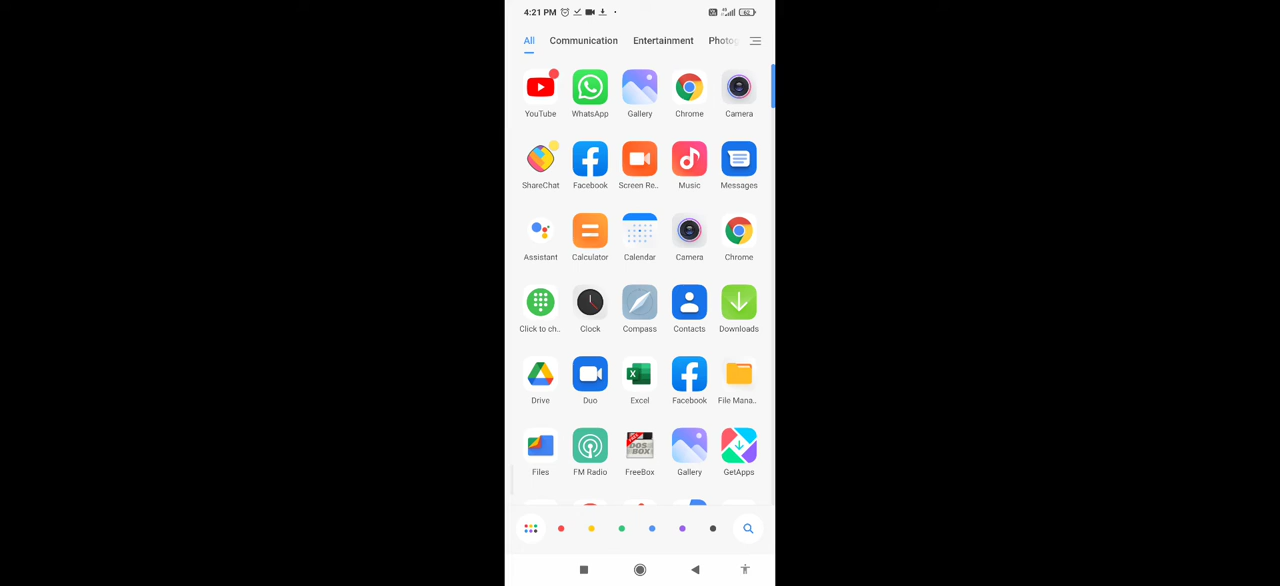 4:21 PM 62
All Communication Entertainment Photog
YouTube WhatsApp Gallery Chrome Camera
ShareChat Facebook Screen Re.. Music Messages
Assistant Calculator Calendar Camera Chrome
Click to ch.. Clock Compass Contacts Downloads
Drive Duo Excel Facebook File Mana..
Files FM Radio FreeBox Gallery GetApps